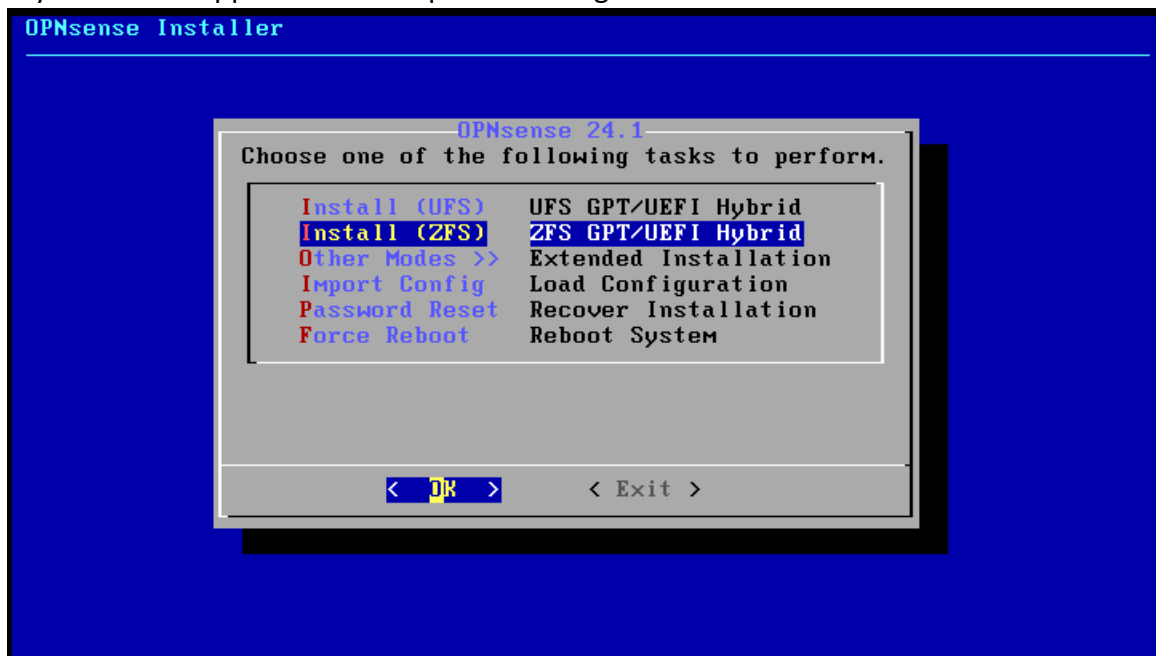 OPNsense Installer
OPNsense 24.1
Choose one of the following tasks to perform.
Install (UFS) UFS GPT/UEFI Hybrid
Install (ZFS) ZFS GPT/UEFI Hybrid
Other Modes >> Extended Installation
Import Config Load Configuration
Password Reset Recover Installation
Force Reboot Reboot System
< OK > < Exit >